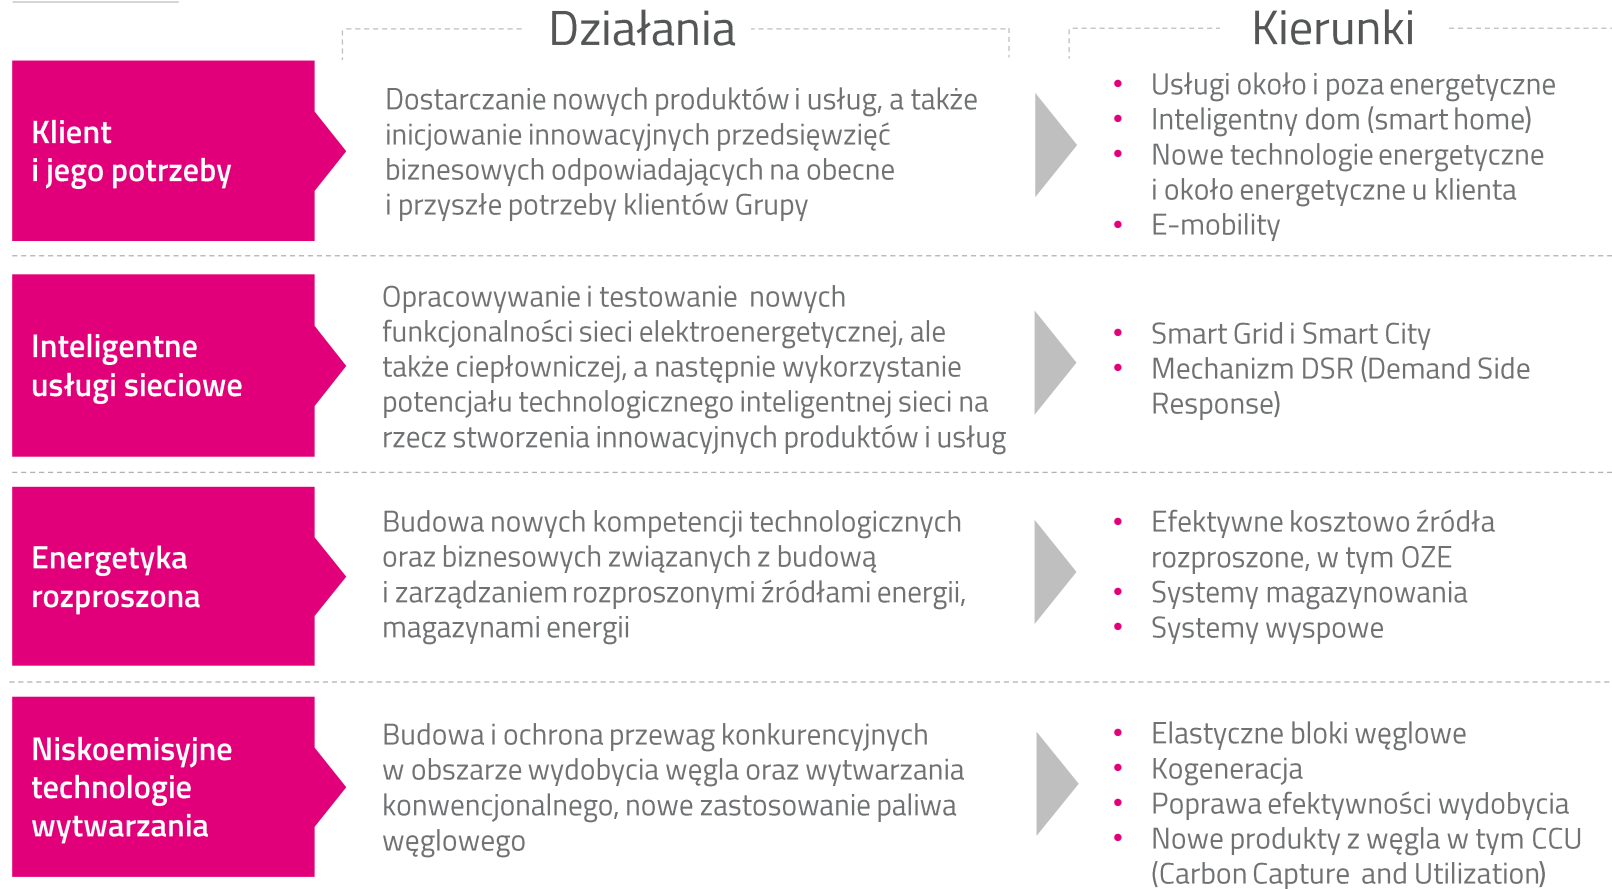 Działania
Kierunki
Klient
i jego potrzeby
Dostarczanie nowych produktów i usług, a także
inicjowanie innowacyjnych przedsięwzięć
biznesowych odpowiadających na obecne
i przyszłe potrzeby klientów Grupy
• Usługi około i poza energetyczne
• Inteligentny dom (smart home)
• Nowe technologie energetyczne
i około energetyczne u klienta
• E-mobility
Inteligentne
usługi sieciowe
Opracowywanie i testowanie nowych
funkcjonalności sieci elektroenergetycznej, ale
także ciepłowniczej, a następnie wykorzystanie
potencjału technologicznego inteligentnej sieci na
rzecz stworzenia innowacyjnych produktów i usług
• Smart Grid i Smart City
• Mechanizm DSR (Demand Side
Response)
Energetyka
rozproszona
Budowa nowych kompetencji technologicznych
oraz biznesowych związanych z budową
i zarządzaniem rozproszonymi źródłami energii,
magazynami energii
• Efektywne kosztowo źródła
rozproszone, w tym OZE
• Systemy magazynowania
• Systemy wyspowe
Niskoemisyjne
technologie
wytwarzania
Budowa i ochrona przewag konkurencyjnych
w obszarze wydobycia węgla oraz wytwarzania
konwencjonalnego, nowe zastosowanie paliwa
węglowego
• Elastyczne bloki węglowe
• Kogeneracja
• Poprawa efektywności wydobycia
• Nowe produkty z węgla w tym CCU
(Carbon Capture and Utilization)